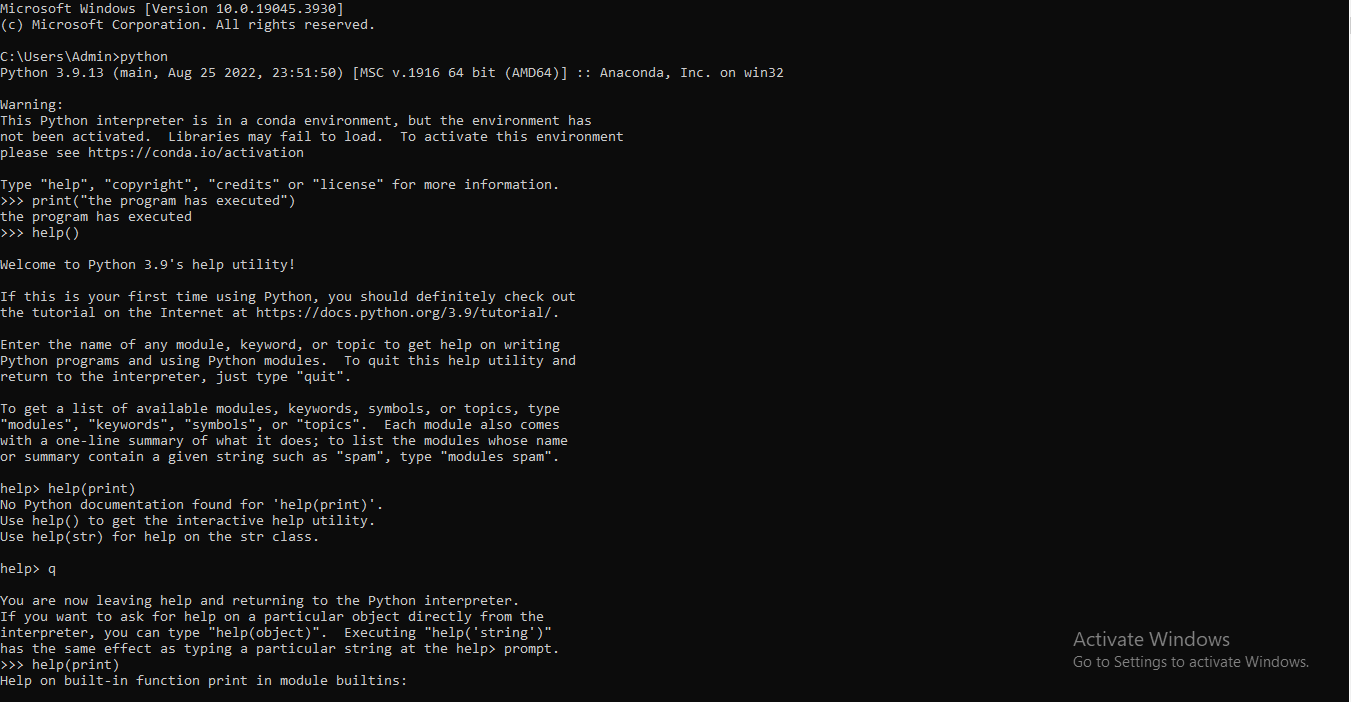 Microsoft Windows [Version 10.0.19045.3930]
(c) Microsoft Corporation. All rights reserved.
C:\Users\Admin>python
Python 3.9.13 (main, Aug 25 2022, 23:51:50) [MSC v.1916 64 bit (AMD64)] :: Anaconda, Inc. on win32
Warning:
This Python interpreter is in a conda environment, but the environment has
not been activated.  Libraries may fail to load.  To activate this environment
please see https://conda.io/activation
Type "help", "copyright", "credits" or "license" for more information.
>>> print("the program has executed")
the program has executed
>>> help()
Welcome to Python 3.9's help utility!
If this is your first time using Python, you should definitely check out
the tutorial on the Internet at https://docs.python.org/3.9/tutorial/.
Enter the name of any module, keyword, or topic to get help on writing
Python programs and using Python modules.  To quit this help utility and
return to the interpreter, just type "quit".
To get a list of available modules, keywords, symbols, or topics, type
"modules", "keywords", "symbols", or "topics".  Each module also comes
with a one-line summary of what it does; to list the modules whose name
or summary contain a given string such as "spam", type "modules spam".
help> help(print)
No Python documentation found for 'help(print)'.
Use help() to get the interactive help utility.
Use help(str) for help on the str class.
help> q
You are now leaving help and returning to the Python interpreter.
If you want to ask for help on a particular object directly from the
interpreter, you can type "help(object)".  Executing "help('string')"
has the same effect as typing a particular string at the help> prompt.
>>> help(print)
Help on built-in function print in module builtins:
Activate Windows
Go to Settings to activate Windows.